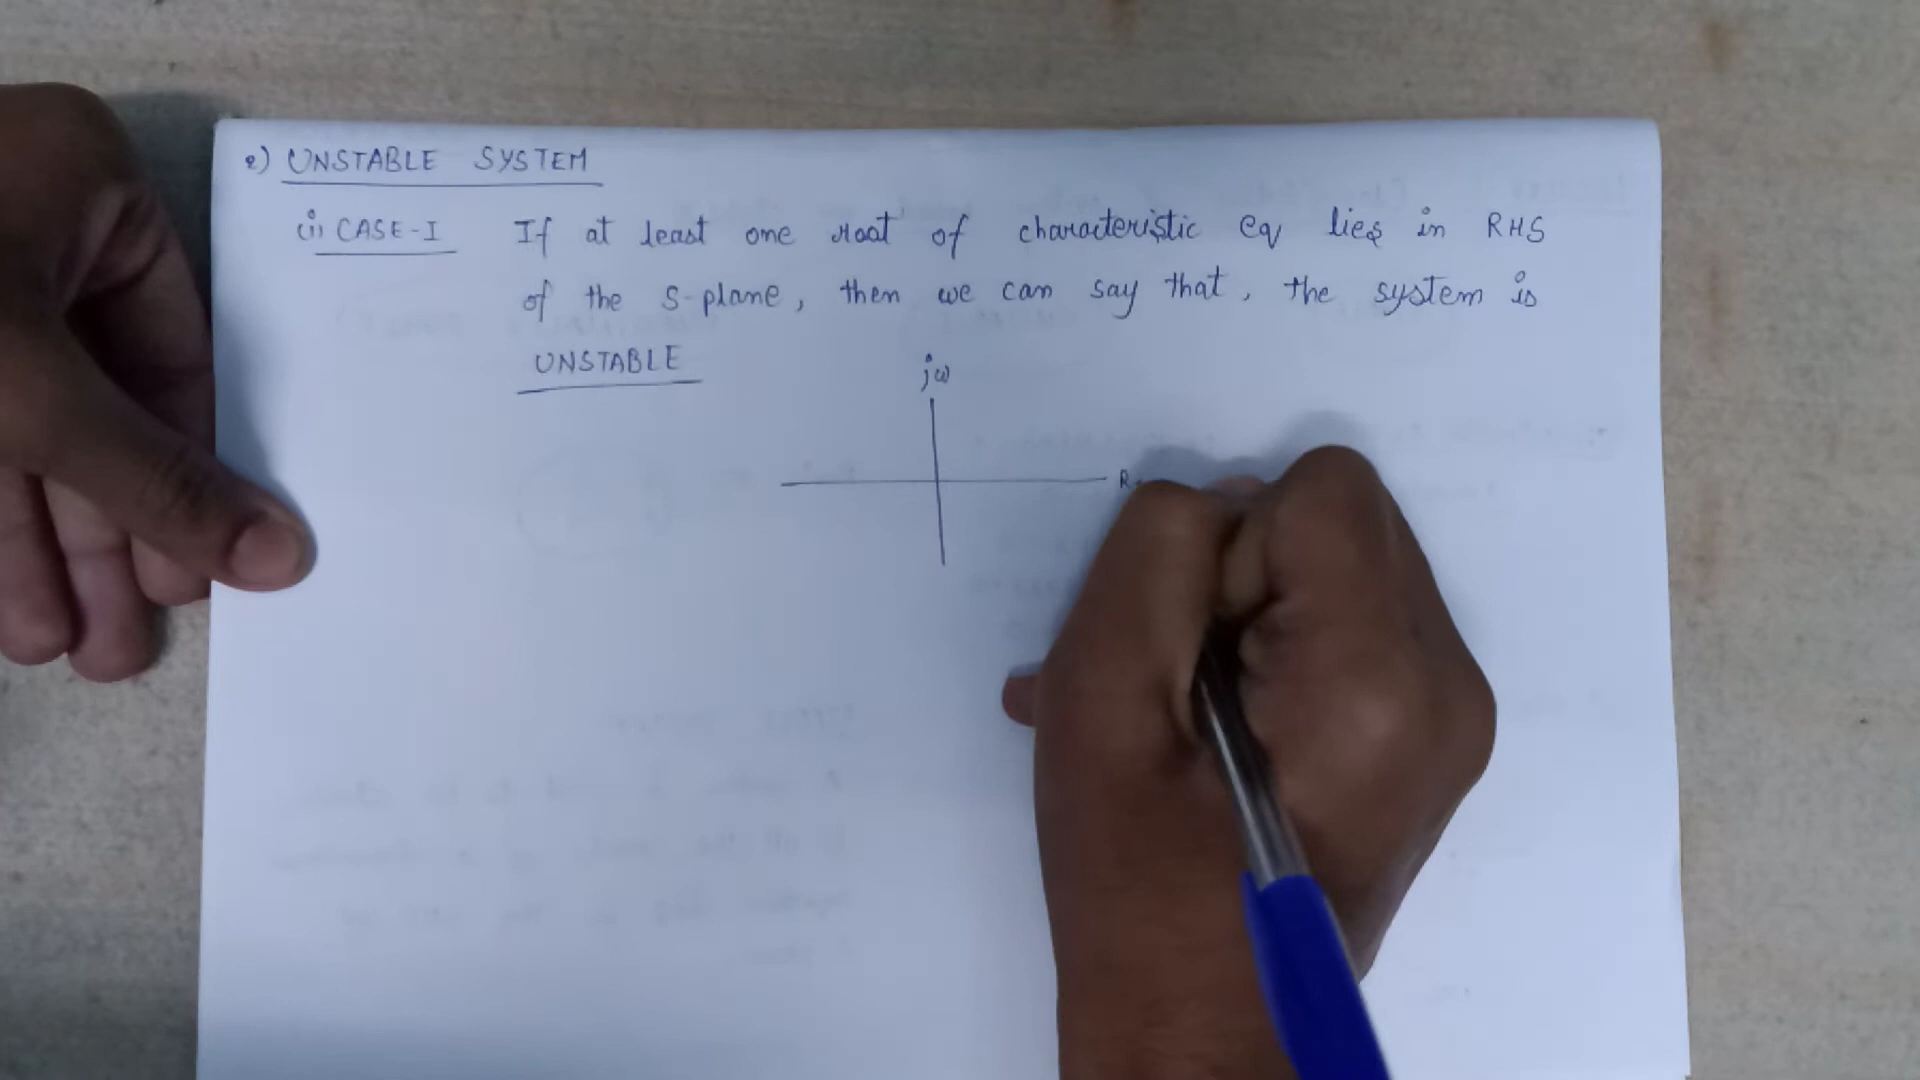 2) UNSTABLE SYSTEM
(i) CASE-I If at least one root of characteristic eq lies in RHS
of the S-plane, then we can say that, the system is
UNSTABLE
jω